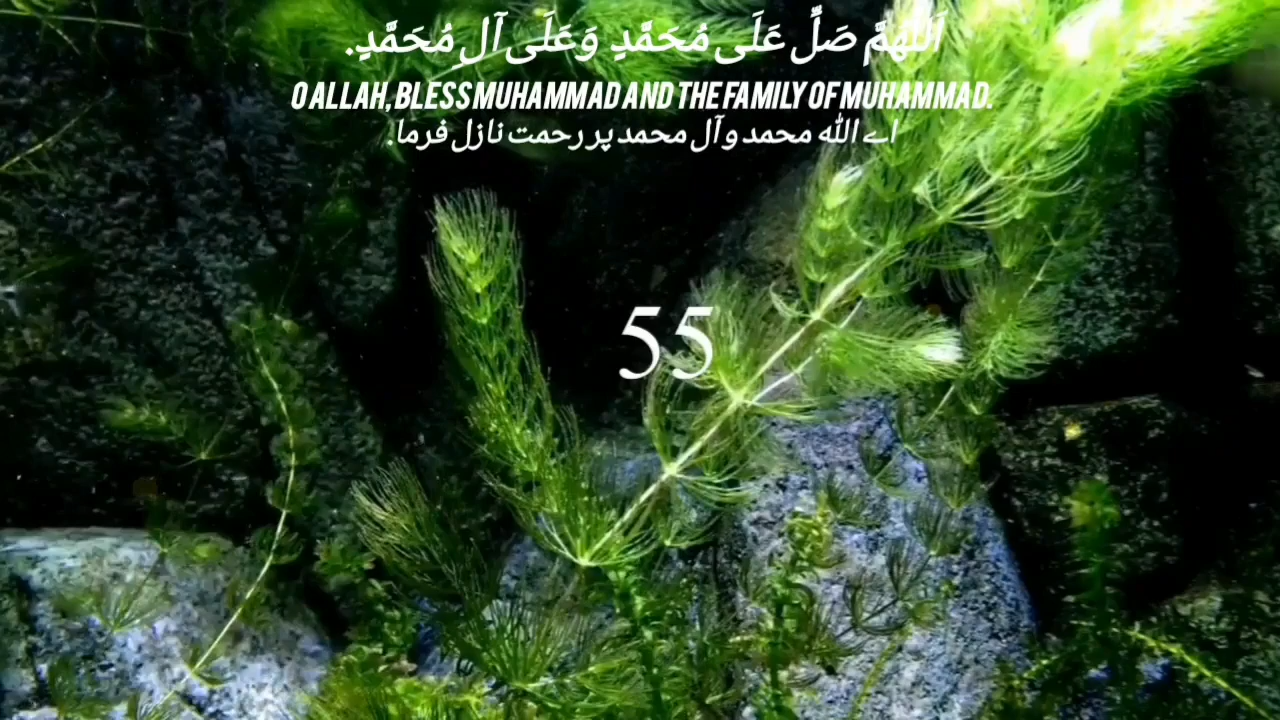 اَللّٰهُمَّ صَلِّ عَلَى مُحَمَّدٍ وَعَلَى آلِ مُحَمَّدٍ.
O ALLAH, BLESS MUHAMMAD AND THE FAMILY OF MUHAMMAD.
اے اللہ محمد و آل محمد پر رحمت نازل فرما.
55